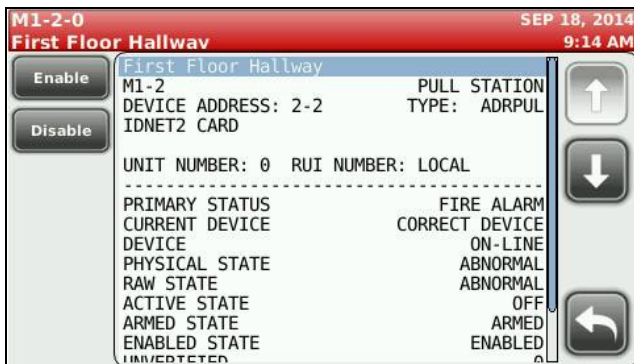 M1-2-0 SEP 18, 2014
First Floor Hallway 9:14 AM
Enable
Disable
First Floor Hallway
M1-2 PULL STATION
DEVICE ADDRESS: 2-2 TYPE: ADRPUL
IDNET2 CARD
UNIT NUMBER: 0 RUI NUMBER: LOCAL
----------------------------------------
PRIMARY STATUS FIRE ALARM
CURRENT DEVICE CORRECT DEVICE
DEVICE ON-LINE
PHYSICAL STATE ABNORMAL
RAW STATE ABNORMAL
ACTIVE STATE OFF
ARMED STATE ARMED
ENABLED STATE ENABLED
UNVERIFIED 0